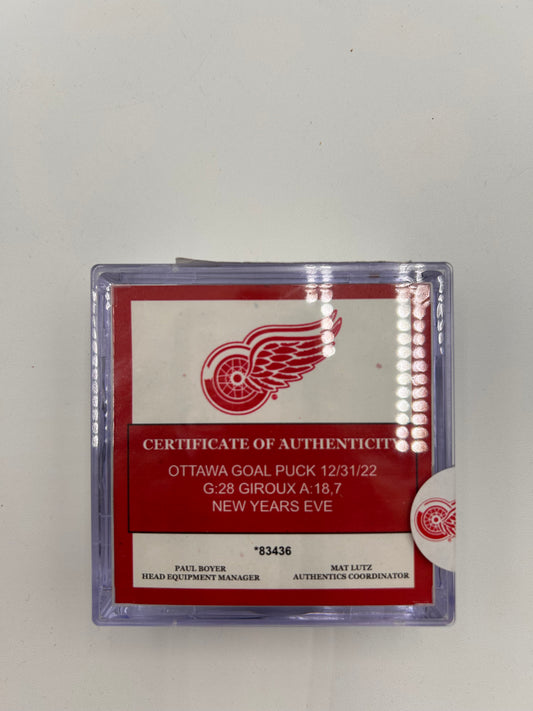 CERTIFICATE OF AUTHENTICITY
OTTAWA GOAL PUCK 12/31/22
G:28 GIROUX A:18,7
NEW YEARS EVE
*83436
PAUL BOYER
HEAD EQUIPMENT MANAGER
MAT LUTZ
AUTHENTICS COORDINATOR